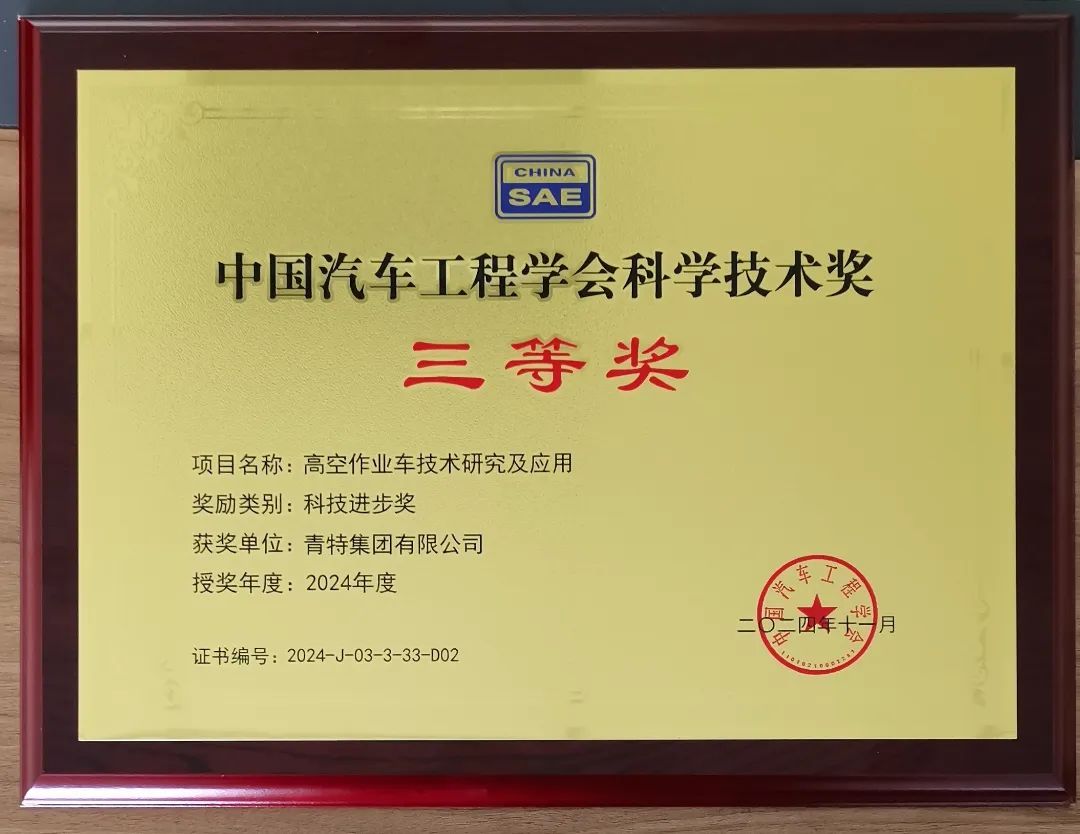 CHINA
SAE
中国汽车工程学会科学技术奖
三等奖
项目名称：高空作业车技术研究及应用
奖励类别：科技进步奖
获奖单位：青特集团有限公司
授奖年度：2024年度
二〇二四年十一月
中国汽车工程学会
证书编号：2024-J-03-3-33-D02